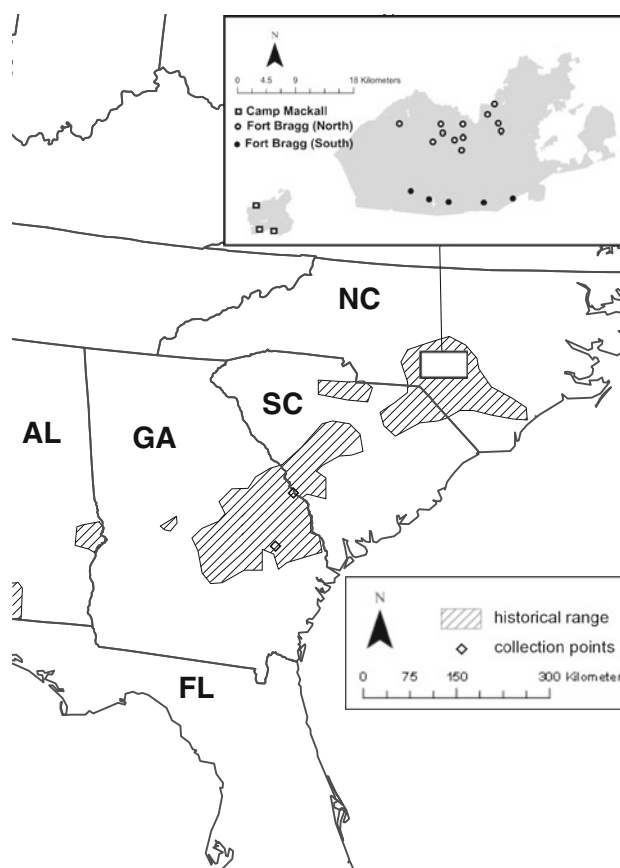 N
0 4.5 9 18 Kilometers
Camp Mackall
Fort Bragg (North)
Fort Bragg (South)
NC
SC
AL
GA
FL
N
historical range
collection points
0 75 150 300 Kilometer